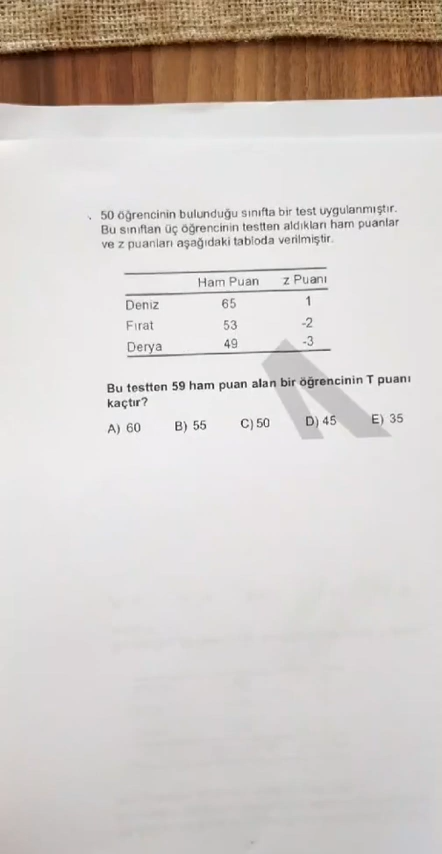 50 öğrencinin bulunduğu sınıfta bir test uygulanmıştır.
Bu sınıftan üç öğrencinin testten aldıkları ham puanlar
ve z puanları aşağıdaki tabloda verilmiştir.
Ham Puan z Puanı
Deniz 65 1
Fırat 53 -2
Derya 49 -3
Bu testten 59 ham puan alan bir öğrencinin T puanı
kaçtır?
A) 60 B) 55 C) 50 D) 45 E) 35